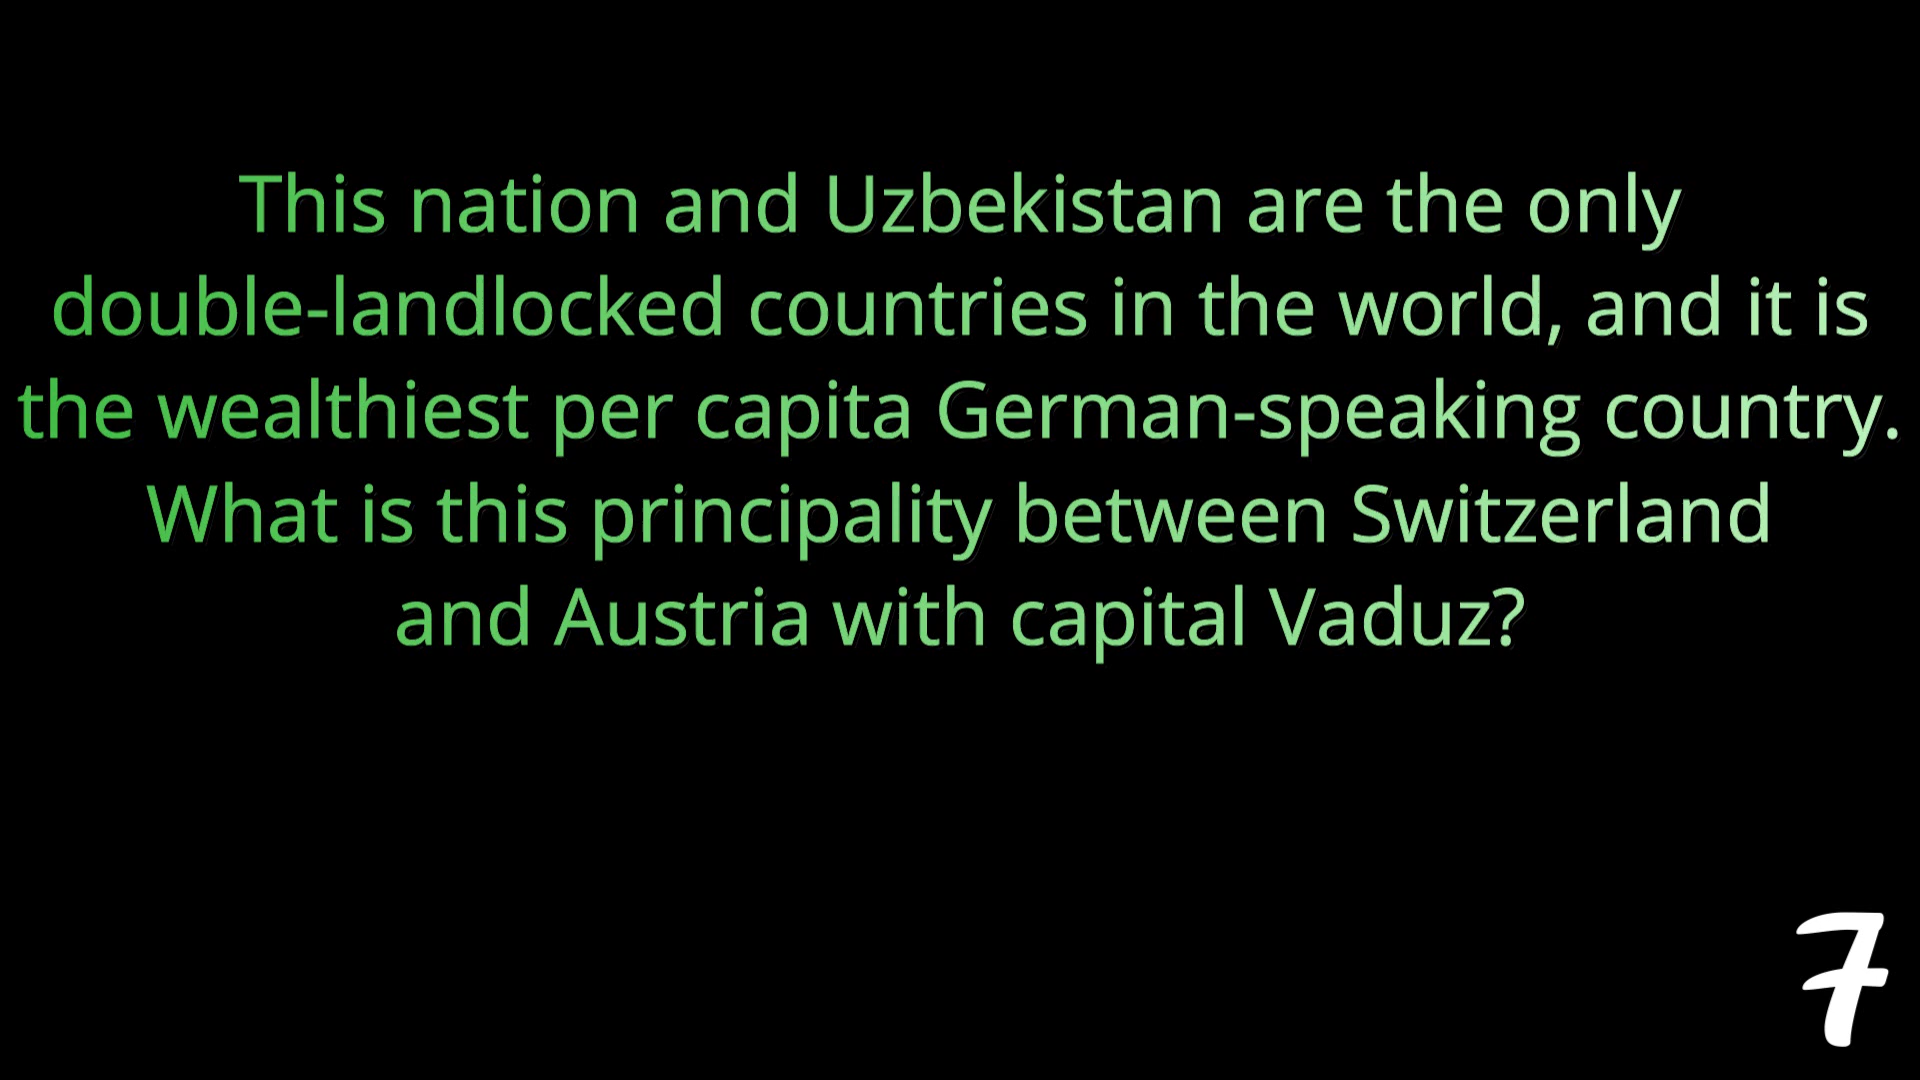 This nation and Uzbekistan are the only
double-landlocked countries in the world, and it is
the wealthiest per capita German-speaking country.
What is this principality between Switzerland
and Austria with capital Vaduz?
7